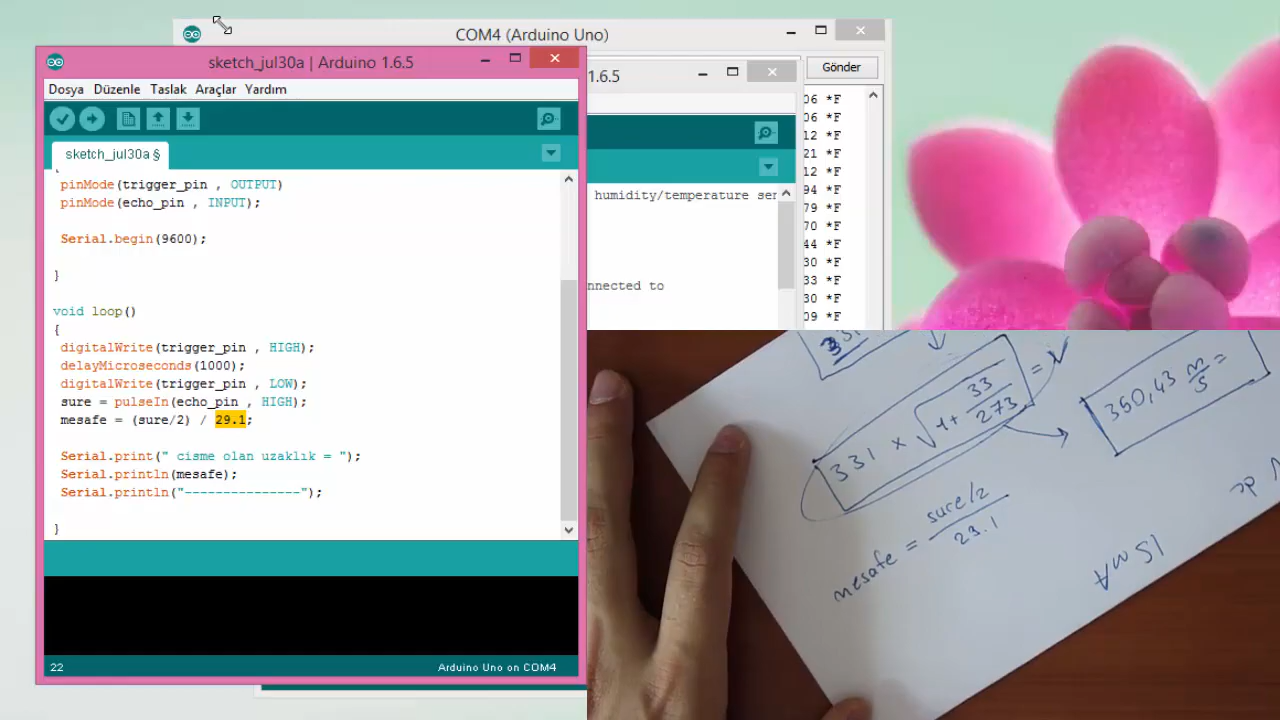 COM4 (Arduino Uno)
sketch_jul30a | Arduino 1.6.5
1.6.5
Gönder
Dosya Düzenle Taslak Araçlar Yardım
sketch_jul30a §
pinMode(trigger_pin , OUTPUT)
pinMode(echo_pin , INPUT);
Serial.begin(9600);
}
void loop()
{
digitalWrite(trigger_pin , HIGH);
delayMicroseconds(1000);
digitalWrite(trigger_pin , LOW);
sure = pulseIn(echo_pin , HIGH);
mesafe = (sure/2) / 29.1;
Serial.print(" cisme olan uzaklık = ");
Serial.println(mesafe);
Serial.println("---------------");
}
22
Arduino Uno on COM4
humidity/temperature ser
nnected to
06 *F
06 *F
12 *F
21 *F
12 *F
94 *F
79 *F
70 *F
44 *F
30 *F
33 *F
30 *F
09 *F
331 x √1+ 33/273 =
350,43 m/s =
mesafe = sure/2
29.1
15 mA